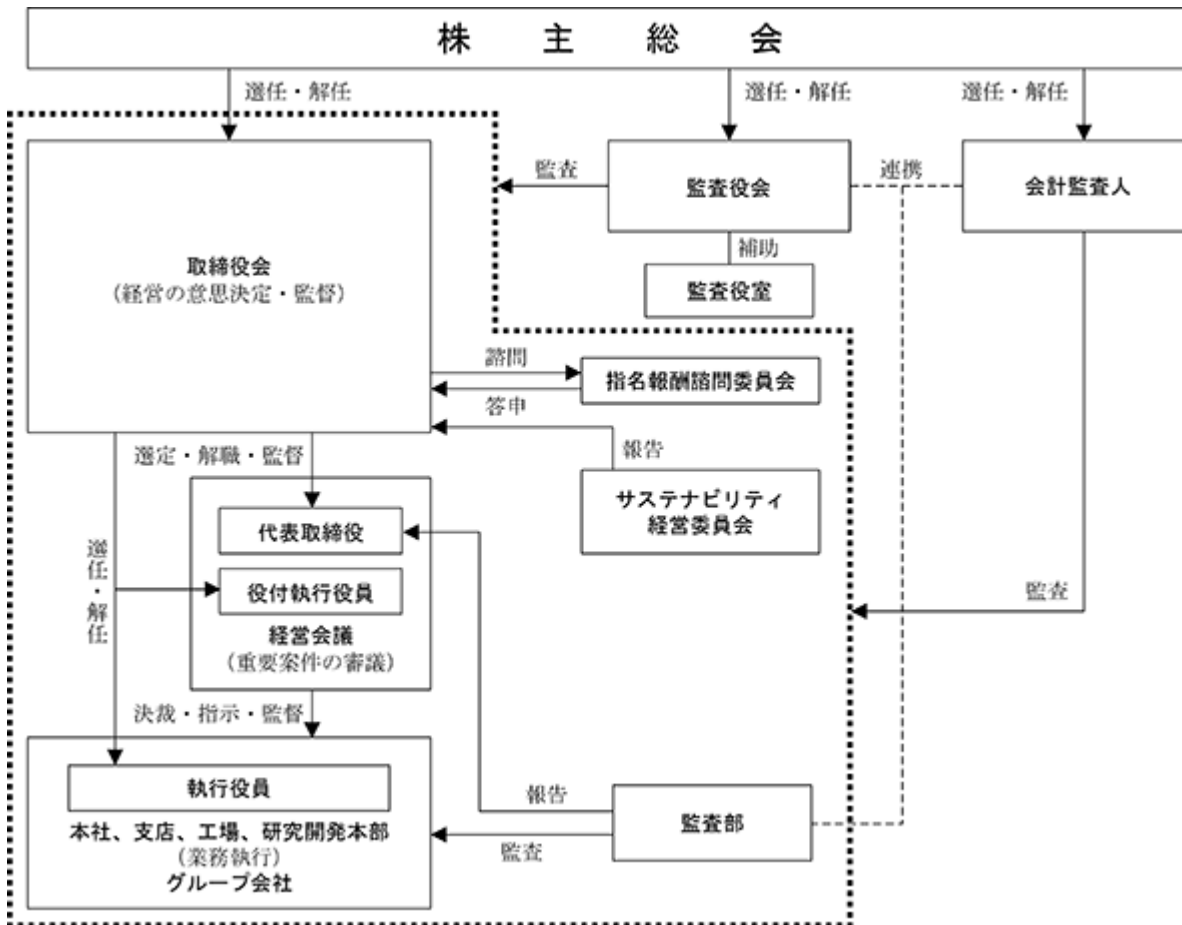 株主総会
選任・解任
選任・解任
選任・解任
取締役会
（経営の意思決定・監督）
監査
監査役会
連携
会計監査人
補助
監査役室
諮問
指名報酬諮問委員会
答申
報告
サステナビリティ
経営委員会
選定・解職・監督
代表取締役
役付執行役員
経営会議
（重要案件の審議）
選任・解任
監査
決裁・指示・監督
執行役員
本社、支店、工場、研究開発本部
（業務執行）
グループ会社
報告
監査
監査部